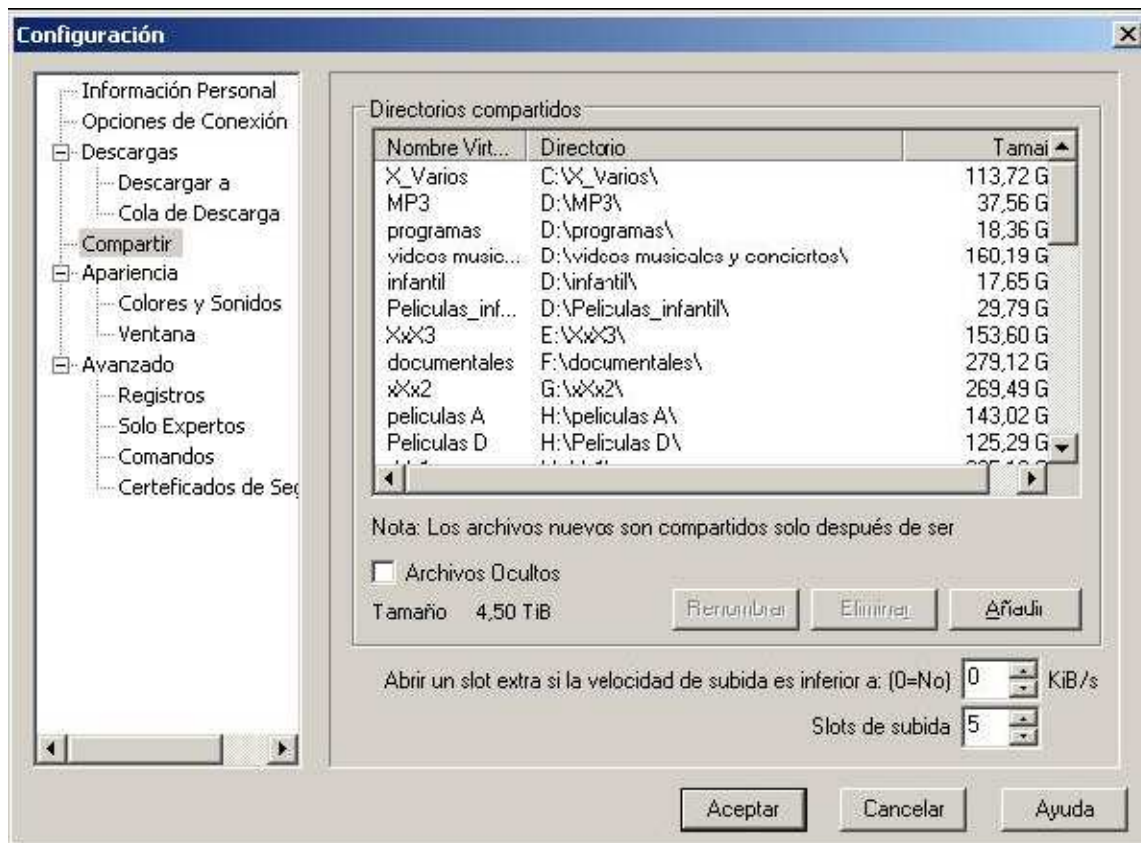 Configuración
Información Personal
Opciones de Conexión
Descargas
Descargar a
Cola de Descarga
Compartir
Apariencia
Colores y Sonidos
Ventana
Avanzado
Registros
Solo Expertos
Comandos
Certeficados de Seg
Directorios compartidos
Nombre Virt... Directorio Tamai
X_Varios C:\X_Varios\ 113,72 G
MP3 D:\MP3\ 37,56 G
programas D:\programas\ 18,36 G
videos music... D:\videos musicales y conciertos\ 160,19 G
infantil D:\infantil\ 17,65 G
Peliculas_inf... D:\Peliculas_infantil\ 29,79 G
XxX3 E:\XxX3\ 153,60 G
documentales F:\documentales\ 279,12 G
xXx2 G:\xXx2\ 269,49 G
peliculas A H:\peliculas A\ 143,02 G
Peliculas D H:\Peliculas D\ 125,29 G
Nota: Los archivos nuevos son compartidos solo después de ser
Archivos Ocultos
Tamaño 4,50 TiB
Renombrar Eliminar Añadir
Abrir un slot extra si la velocidad de subida es inferior a: (0=No) 0 KiB/s
Slots de subida 5
Aceptar Cancelar Ayuda